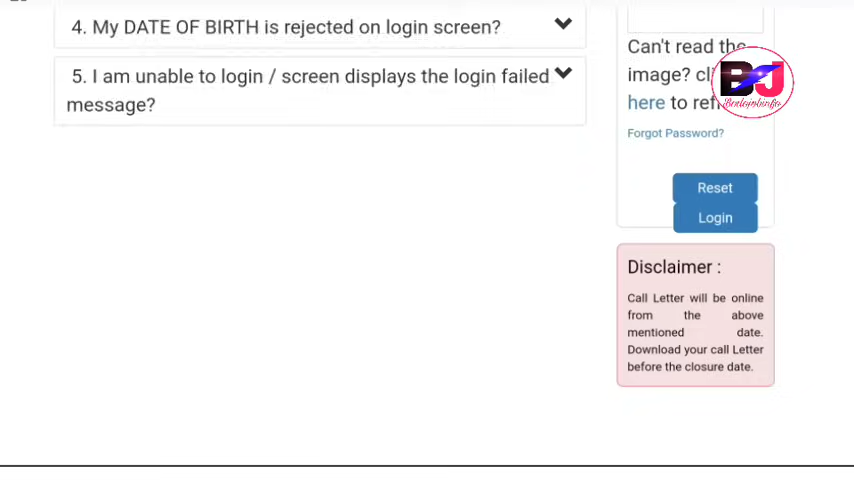 4. My DATE OF BIRTH is rejected on login screen?
5. I am unable to login / screen displays the login failed
message?
Can't read the
image?
here to
Forgot Password?
BJ
Bodojobinfo
Reset
Login
Disclaimer :
Call Letter will be online
from the above
mentioned date.
Download your call Letter
before the closure date.